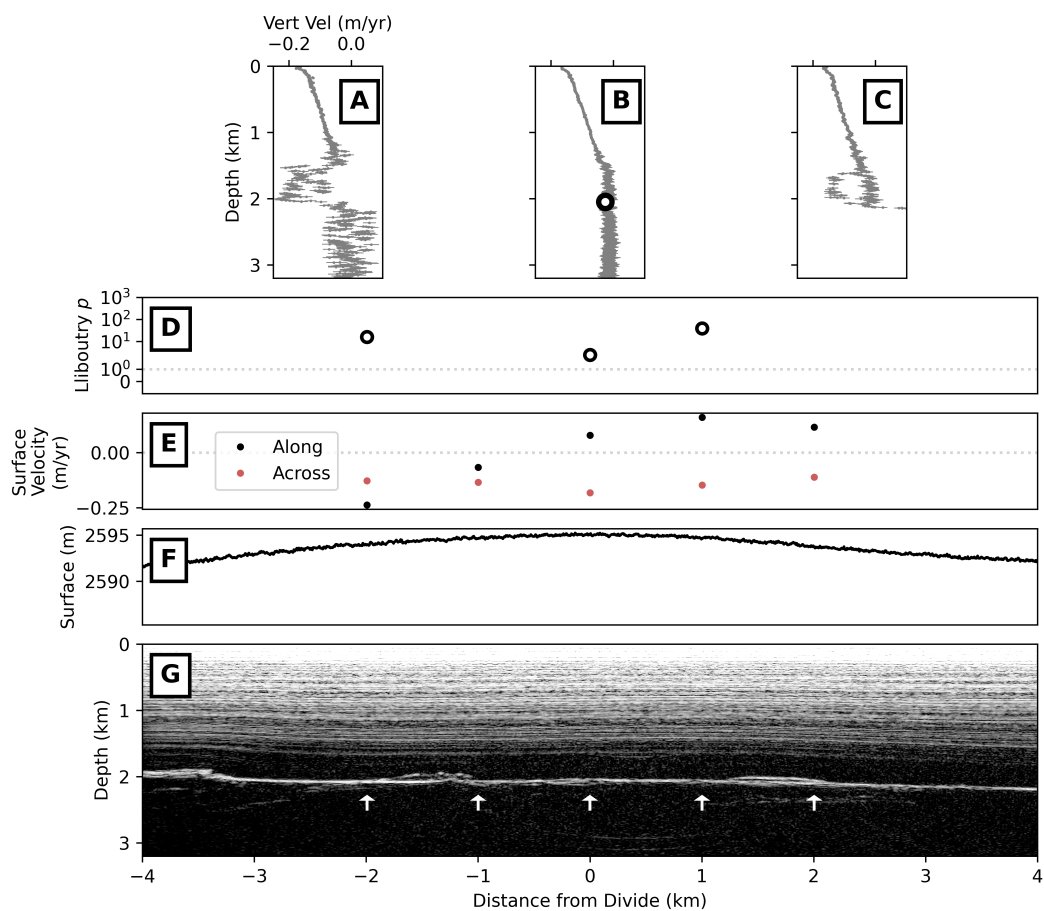 Vert Vel (m/yr)
−0.2 0.0
A
B
C
0
1
2
3
Depth (km)
D
Lliboutry p
10³
10²
10¹
10⁰
0
E
Surface
Velocity
(m/yr)
0.00
−0.25
Along
Across
F
Surface (m)
2595
2590
G
Depth (km)
0
1
2
3
−4 −3 −2 −1 0 1 2 3 4
Distance from Divide (km)